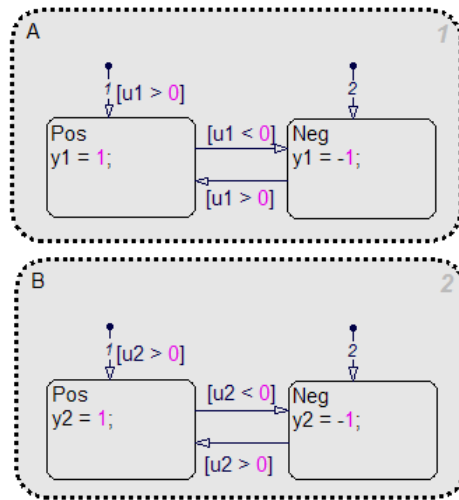 A 1
1 [u1 > 0] 2
Pos [u1 < 0] Neg
y1 = 1; y1 = -1;
[u1 > 0]
B 2
1 [u2 > 0] 2
Pos [u2 < 0] Neg
y2 = 1; y2 = -1;
[u2 > 0]